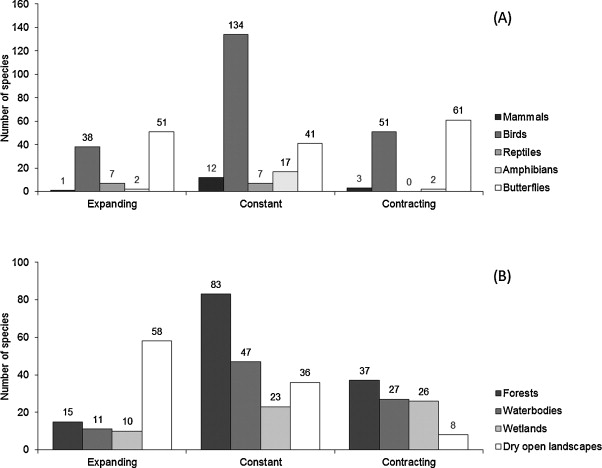 (A)
Number of species
160
140
120
100
80
60
40
20
0
1
38
7
2
51
12
134
7
17
41
3
51
0
2
61
Expanding
Constant
Contracting
Mammals
Birds
Reptiles
Amphibians
Butterflies
(B)
Number of species
100
80
60
40
20
0
15
11
10
58
83
47
23
36
37
27
26
8
Expanding
Constant
Contracting
Forests
Waterbodies
Wetlands
Dry open landscapes